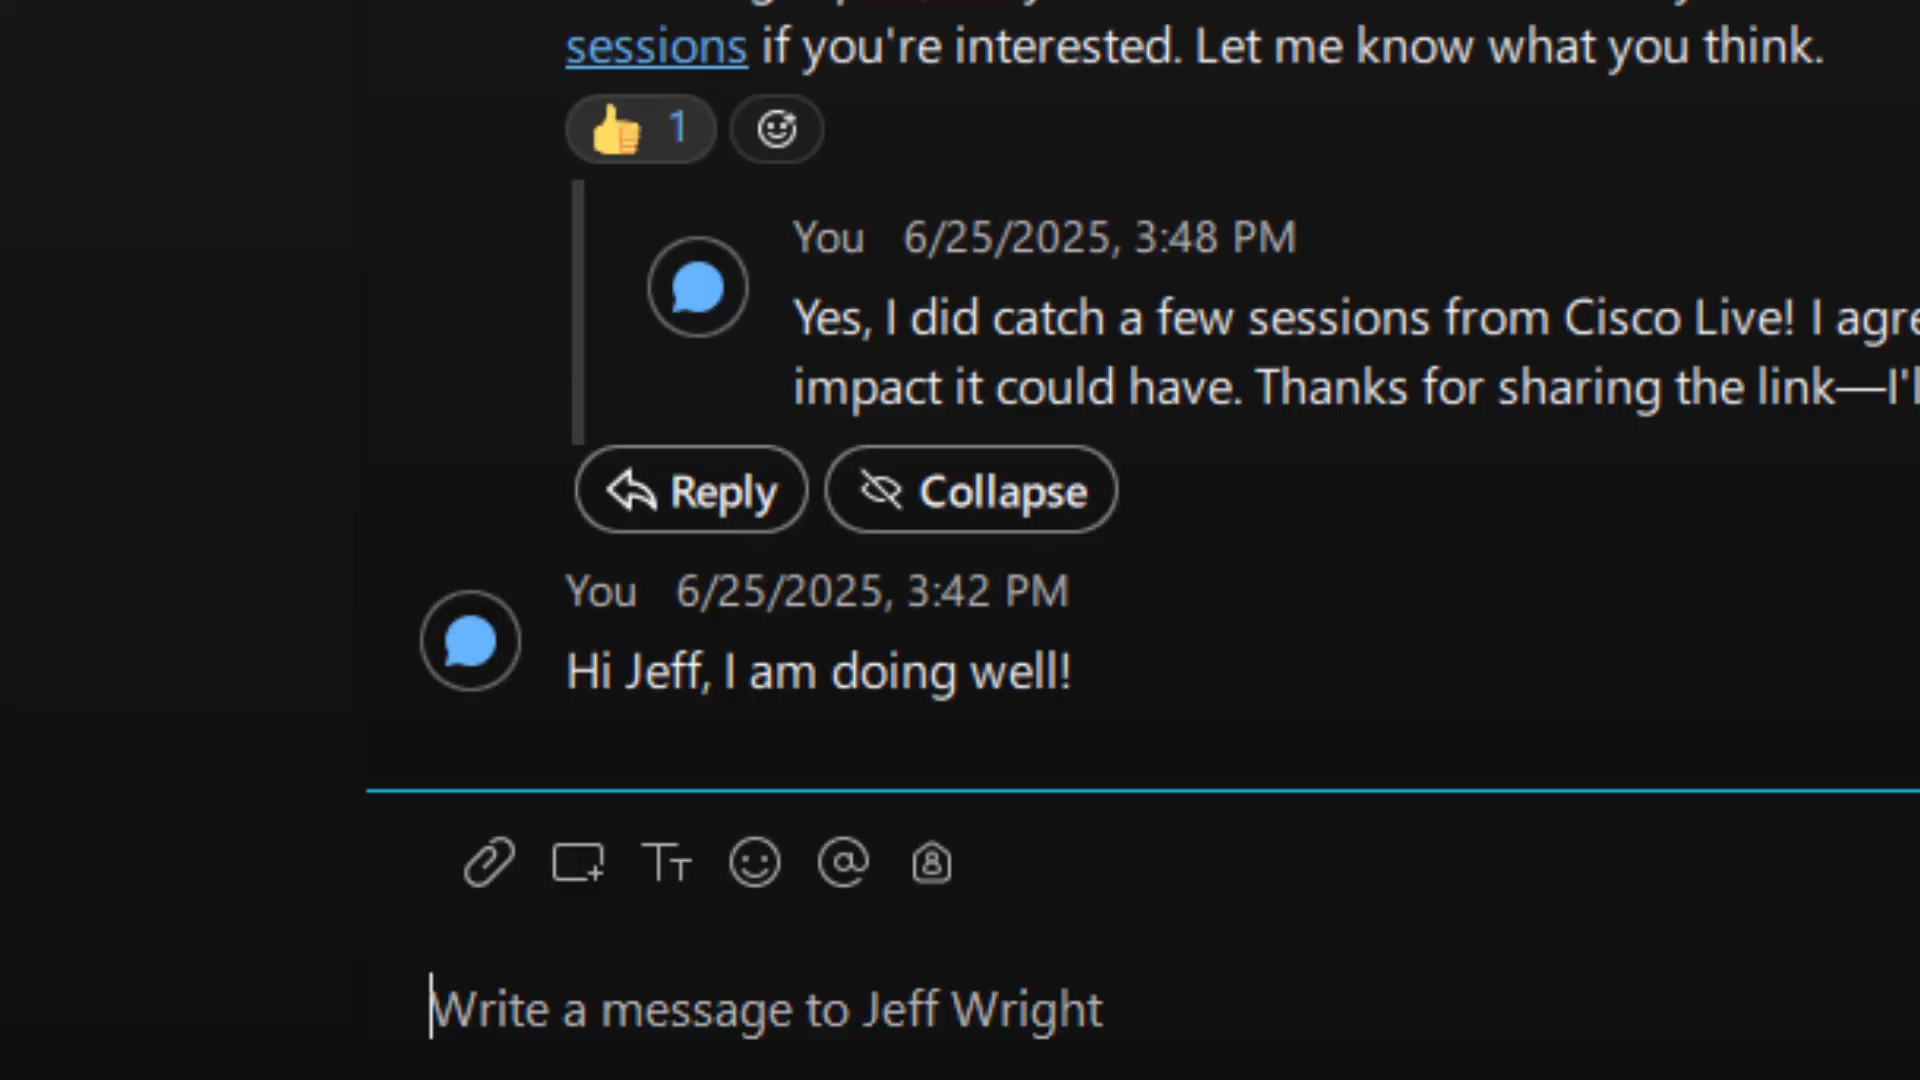 sessions if you're interested. Let me know what you think.
1
You 6/25/2025, 3:48 PM
Yes, I did catch a few sessions from Cisco Live! I
impact it could have. Thanks for sharing the link—
Reply Collapse
You 6/25/2025, 3:42 PM
Hi Jeff, I am doing well!
Write a message to Jeff Wright